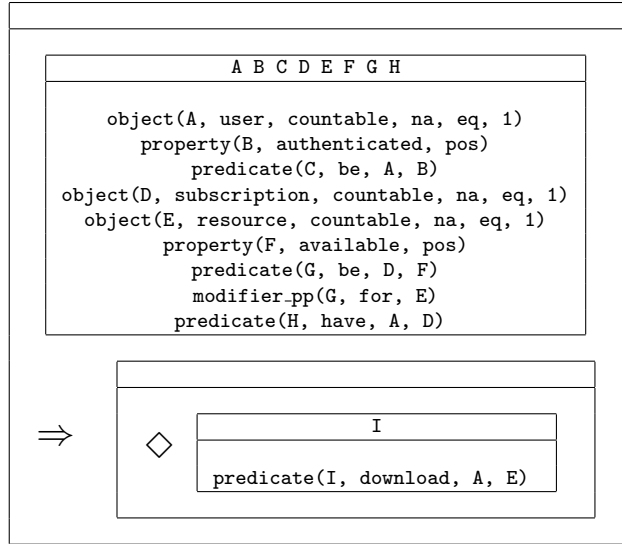 A B C D E F G H
object(A, user, countable, na, eq, 1)
property(B, authenticated, pos)
predicate(C, be, A, B)
object(D, subscription, countable, na, eq, 1)
object(E, resource, countable, na, eq, 1)
property(F, available, pos)
predicate(G, be, D, F)
modifier_pp(G, for, E)
predicate(H, have, A, D)
⇒ ◇
I
predicate(I, download, A, E)